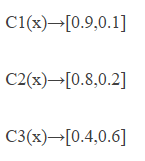 C1(x)→[0.9,0.1]
C2(x)→[0.8,0.2]
C3(x)→[0.4,0.6]